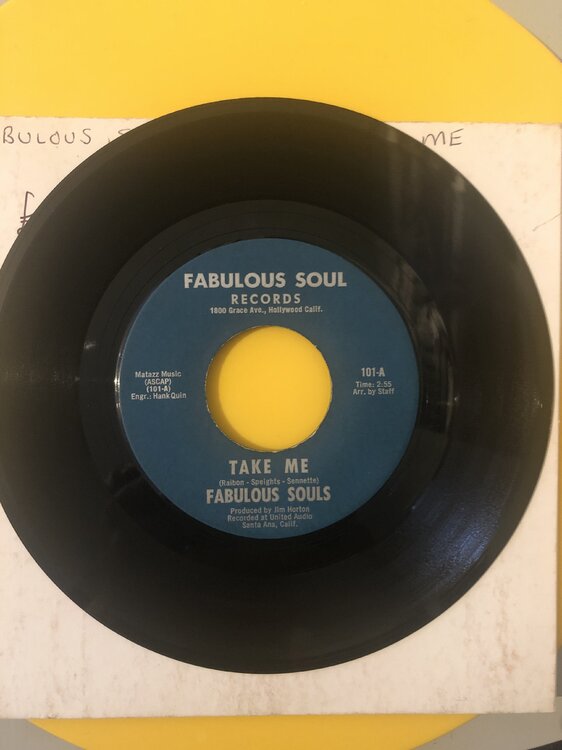 BULOUS ME
£
FABULOUS SOUL
RECORDS
1800 Grace Ave., Hollywood Calif.
Matazz Music
(ASCAP)
(101-A)
Engr.: Hank Quin
101-A
Time: 2:55
Arr. by Staff
TAKE ME
(Raibon - Speights - Sennette)
FABULOUS SOULS
Produced by Jim Horton
Recorded at United Audio
Santa Ana, Calif.